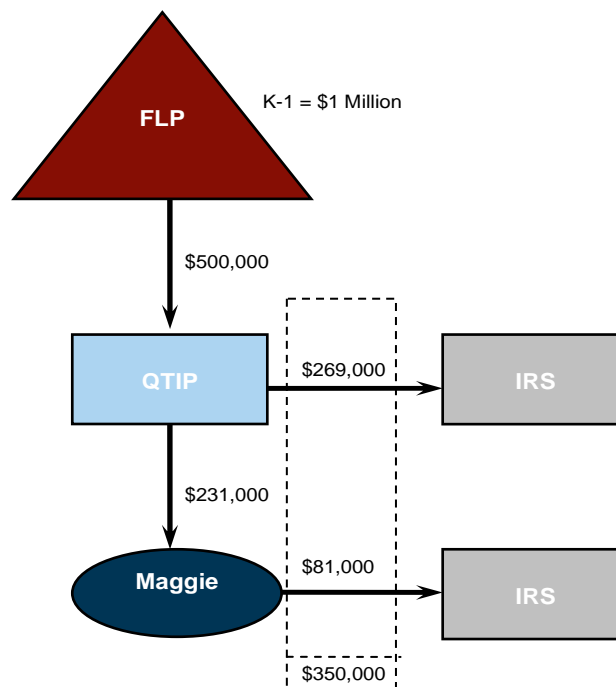 K-1 = $1 Million
FLP
$500,000
QTIP
$269,000
IRS
$231,000
Maggie
$81,000
IRS
$350,000